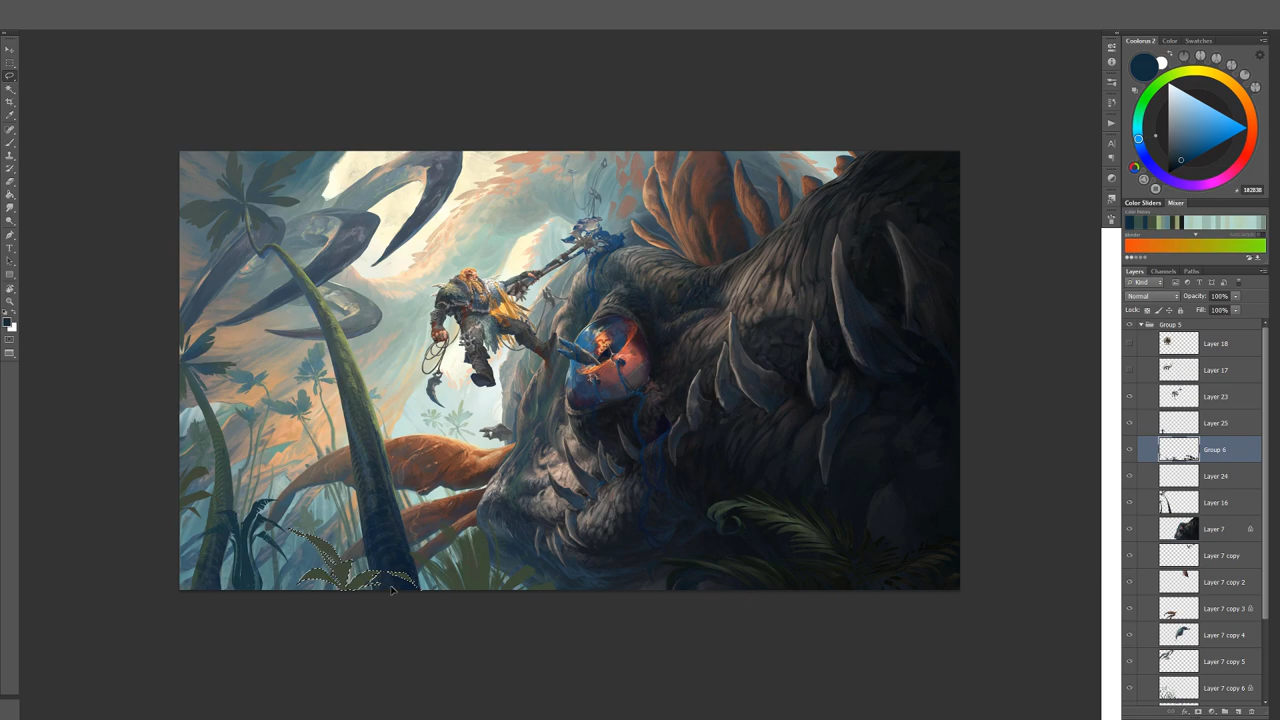 Coolorus 2 Color Swatches
# 182838
Color Sliders Mixer
Layers Channels Paths
Kind
Normal Opacity: 100%
Lock: Fill: 100%
Group 5
Layer 18
Layer 17
Layer 23
Layer 25
Group 6
Layer 24
Layer 16
Layer 7
Layer 7 copy
Layer 7 copy 2
Layer 7 copy 3
Layer 7 copy 4
Layer 7 copy 5
Layer 7 copy 6